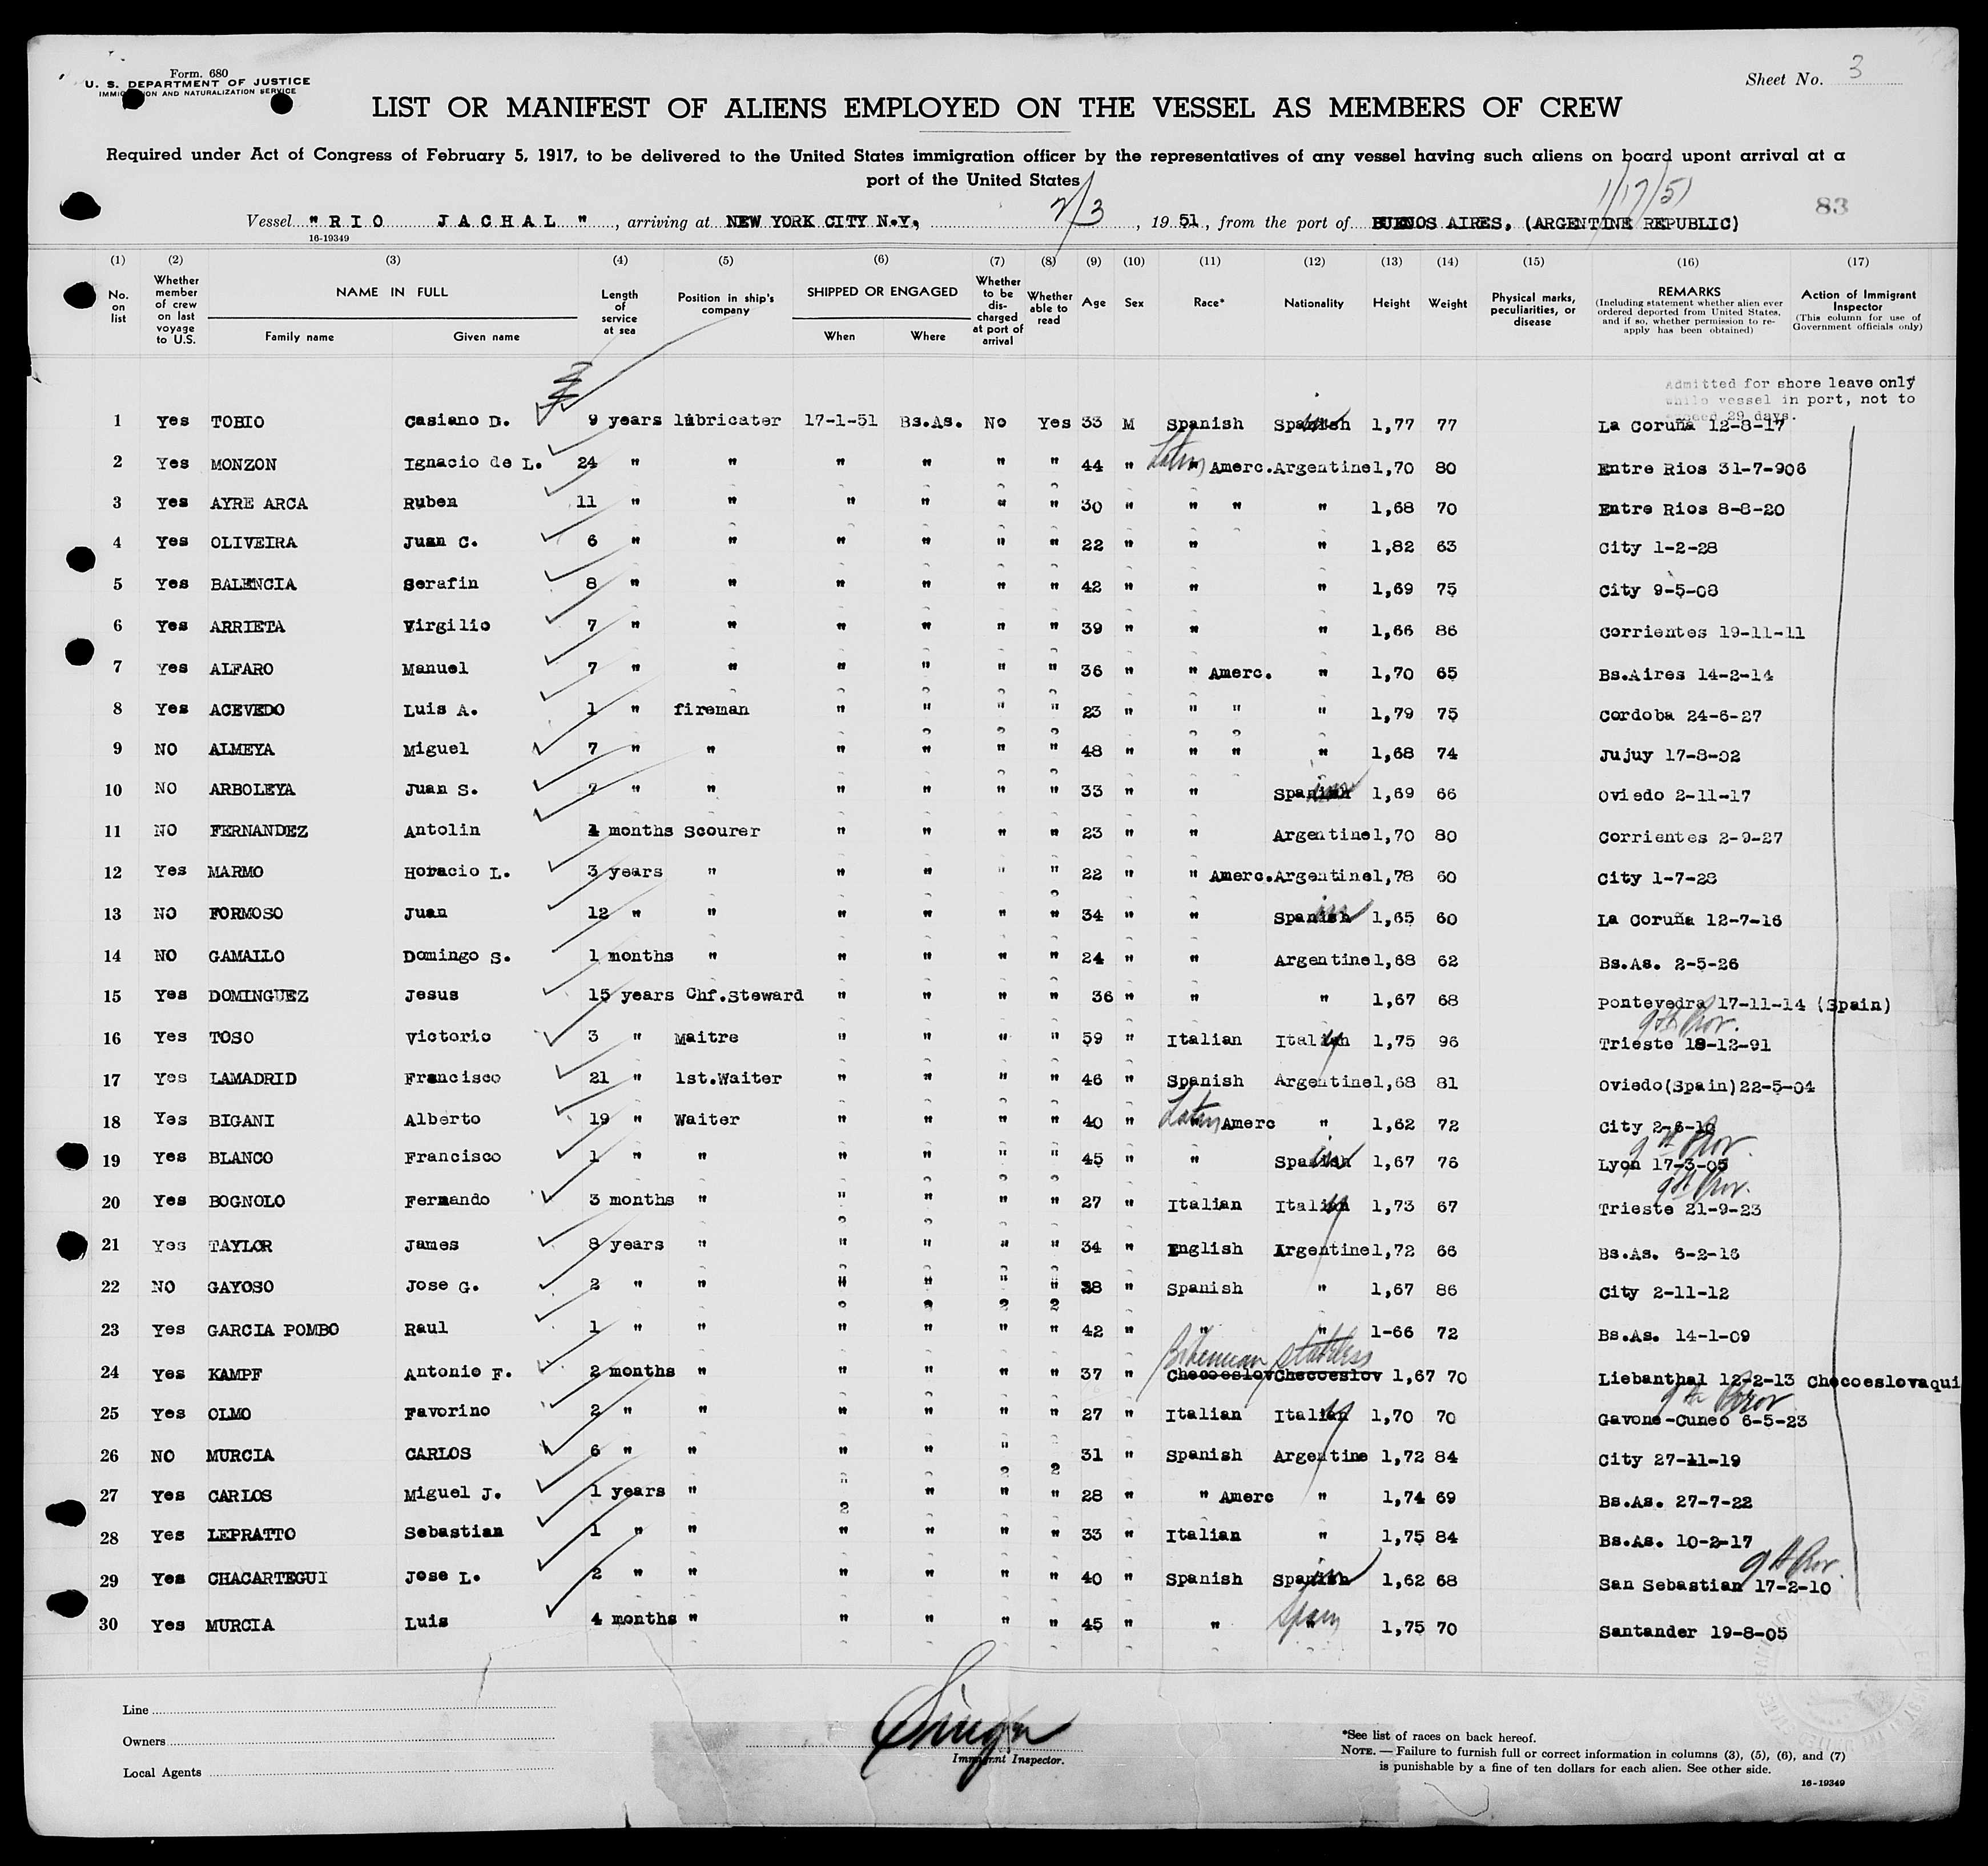 Form. 680
U. S. DEPARTMENT OF JUSTICE
IMMIGRATION AND NATURALIZATION SERVICE
Sheet No. 3
LIST OR MANIFEST OF ALIENS EMPLOYED ON THE VESSEL AS MEMBERS OF CREW
Required under Act of Congress of February 5, 1917, to be delivered to the United States immigration officer by the representatives of any vessel having such aliens on board upont arrival at a
port of the United States
1/17/51
83
Vessel "RIO JACHAL", arriving at NEW YORK CITY N.Y., 2/3, 1951, from the port of BUENOS AIRES, (ARGENTINE REPUBLIC)
16-19349
(1) (2) (3) (4) (5) (6) (7) (8) (9) (10) (11) (12) (13) (14) (15) (16) (17)
No. on list
Whether member of crew on last voyage to U.S.
NAME IN FULL
Family name Given name
Length of service at sea
Position in ship's company
SHIPPED OR ENGAGED
When Where
Whether to be discharged at port of arrival
Whether able to read
Age
Sex
Race*
Nationality
Height
Weight
Physical marks, peculiarities, or disease
REMARKS
(Including statement whether alien ever ordered deported from United States, and if so, whether permission to re-apply has been obtained)
Action of Immigrant Inspector
(This column for use of Government officials only)
Admitted for shore leave only
while vessel in port, not to
exceed 29 days.
1 Yes TOBIO Casiano D. 9 years lubricater 17-1-51 Bs.As. No Yes 33 M Spanish Spanish 1,77 77 La Coruña 12-8-17
2 Yes MONZON Ignacio de L. 24 " " " " " " 44 " Latin Amerc. Argentine 1,70 80 Entre Rios 31-7-906
3 Yes AYRE ARCA Ruben 11 " " " " " " 30 " " " " 1,68 70 Entre Rios 8-8-20
4 Yes OLIVEIRA Juan C. 6 " " " " " " 22 " " " 1,82 63 City 1-2-28
5 Yes BALENCIA Serafin 8 " " " " " " 42 " " " 1,69 75 City 9-5-08
6 Yes ARRIETA Virgilio 7 " " " " " " 39 " " " 1,66 86 Corrientes 19-11-11
7 Yes ALFARO Manuel 7 " " " " " " 36 " " Amerc. " 1,70 65 Bs.Aires 14-2-14
8 Yes ACEVEDO Luis A. 1 " fireman " " " " 23 " " " " 1,79 75 Cordoba 24-6-27
9 NO ALMEYA Miguel 7 " " " " " " 48 " " " " 1,68 74 Jujuy 17-8-02
10 NO ARBOLEYA Juan S. 7 " " " " " " 33 " " Spanish 1,69 66 Oviedo 2-11-17
11 NO FERNANDEZ Antolin 4 months Scourer " " " " 23 " " Argentine 1,70 80 Corrientes 2-9-27
12 Yes MARMO Horacio L. 3 years " " " " " 22 " " Amerc. Argentine 1,78 60 City 1-7-28
13 NO FORMOSO Juan 12 " " " " " " 34 " " Spanish 1,65 60 La Coruña 12-7-16
14 NO GAMALLO Domingo S. 1 months " " " " " 24 " " Argentine 1,68 62 Bs.As. 2-5-26
15 Yes DOMINGUEZ Jesus 15 years Chf.Steward " " " " 36 " " " 1,67 68 Pontevedra 17-11-14 (Spain)
9th Prov.
16 Yes TOSO Victorio 3 " Maitre " " " " 59 " Italian Italian 1,75 96 Trieste 18-12-91
17 Yes LAMADRID Francisco 21 " 1st.Waiter " " " " 46 " Spanish Argentine 1,68 81 Oviedo(Spain)22-5-04
18 Yes BIGANI Alberto 19 " Waiter " " " " 40 " Latin Amerc " 1,62 72 City 2-6-10
9th Prov.
19 Yes BLANCO Francisco 1 " " " " " " 45 " " Spanish 1,67 76 Lyon 17-3-05
9th Prov.
20 Yes BOGNOLO Fernando 3 months " " " " " 27 " Italian Italian 1,73 67 Trieste 21-9-23
21 Yes TAYLOR James 8 years " " " " " 34 " English Argentine 1,72 66 Bs.As. 6-2-16
22 NO GAYOSO Jose G. 2 " " " " " " 38 " Spanish " 1,67 86 City 2-11-12
23 Yes GARCIA POMBO Raul 1 " " " " " " 42 " " " 1-66 72 Bs.As. 14-1-09
Bohemian stateless
24 Yes KAMPF Antonio F. 2 months " " " " " 37 " Checoeslov Checoeslov 1,67 70 Liebanthal 12-2-13 Checoeslovaqui
9th Prov
25 Yes OLMO Favorino 2 " " " " " " 27 " Italian Italian 1,70 70 Gavone-Cuneo 6-5-23
26 NO MURCIA CARLOS 6 " " " " " 31 " Spanish Argentine 1,72 84 City 27-11-19
27 Yes CARLOS Miguel J. 1 years " " " " " 28 " " Amerc " 1,74 69 Bs.As. 27-7-22
28 Yes LEPRATTO Sebastian 1 " " " " " " 33 " Italian " 1,75 84 Bs.As. 10-2-17
9th Prov.
29 Yes CHACARTEGUI Jose L. 2 " " " " " " 40 " Spanish Spanish 1,62 68 San Sebastian 17-2-10
Spain
30 Yes MURCIA Luis 4 months " " " " " 45 " " " 1,75 70 Santander 19-8-05
Line
Owners
Local Agents
Immigrant Inspector.
*See list of races on back hereof.
NOTE. — Failure to furnish full or correct information in columns (3), (5), (6), and (7)
is punishable by a fine of ten dollars for each alien. See other side.
16-19349